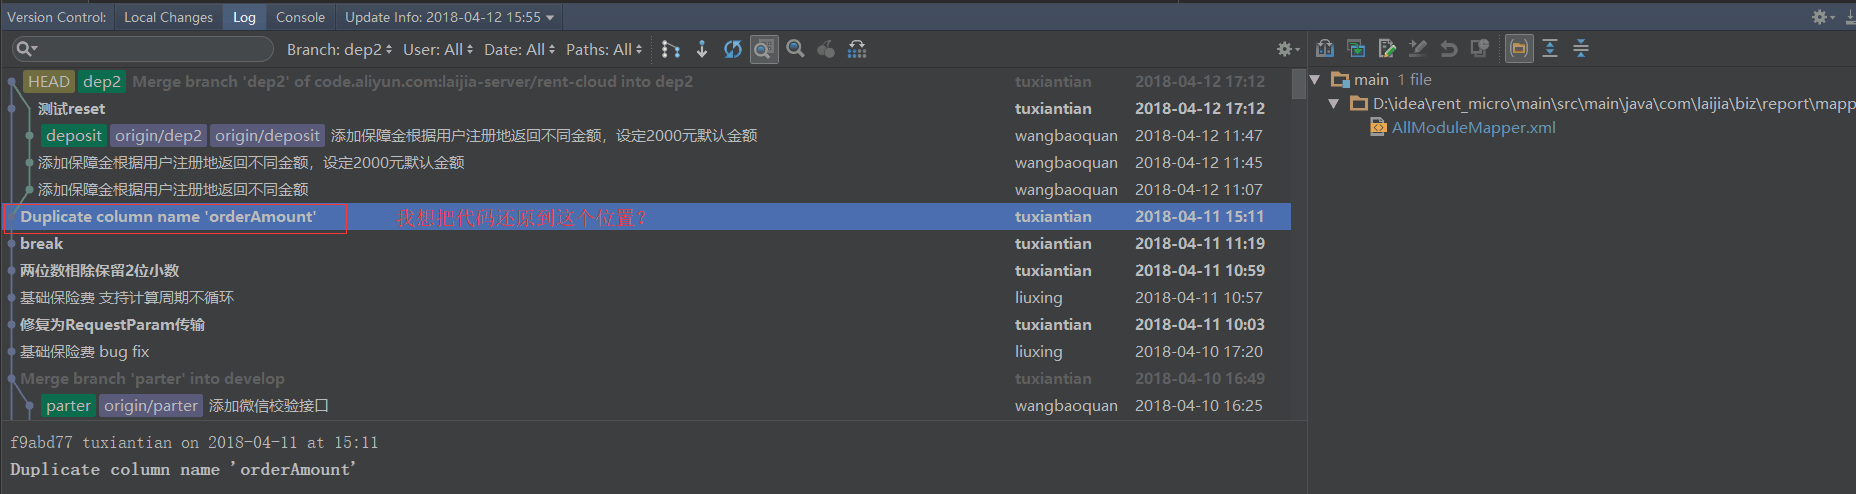 Version Control: Local Changes Log Console Update Info: 2018-04-12 15:55
Branch: dep2 User: All Date: All Paths: All
HEAD dep2 Merge branch 'dep2' of code.aliyun.com:laijia-server/rent-cloud into dep2 tuxiantian 2018-04-12 17:12
测试reset tuxiantian 2018-04-12 17:12
deposit origin/dep2 origin/deposit 添加保障金根据用户注册地返回不同金额，设定2000元默认金额 wangbaoquan 2018-04-12 11:47
添加保障金根据用户注册地返回不同金额，设定2000元默认金额 wangbaoquan 2018-04-12 11:45
添加保障金根据用户注册地返回不同金额 wangbaoquan 2018-04-12 11:07
Duplicate column name 'orderAmount' 我想把代码还原到这个位置？ tuxiantian 2018-04-11 15:11
break tuxiantian 2018-04-11 11:19
两位数相除保留2位小数 tuxiantian 2018-04-11 10:59
基础保险费 支持计算周期不循环 liuxing 2018-04-11 10:57
修复为RequestParam传输 tuxiantian 2018-04-11 10:03
基础保险费 bug fix liuxing 2018-04-10 17:20
Merge branch 'parter' into develop tuxiantian 2018-04-10 16:49
parter origin/parter 添加微信校验接口 wangbaoquan 2018-04-10 16:25
f9abd77 tuxiantian on 2018-04-11 at 15:11
Duplicate column name 'orderAmount'
main 1 file
D:\idea\rent_micro\main\src\main\java\com\laijia\biz\report\mapp
AllModuleMapper.xml